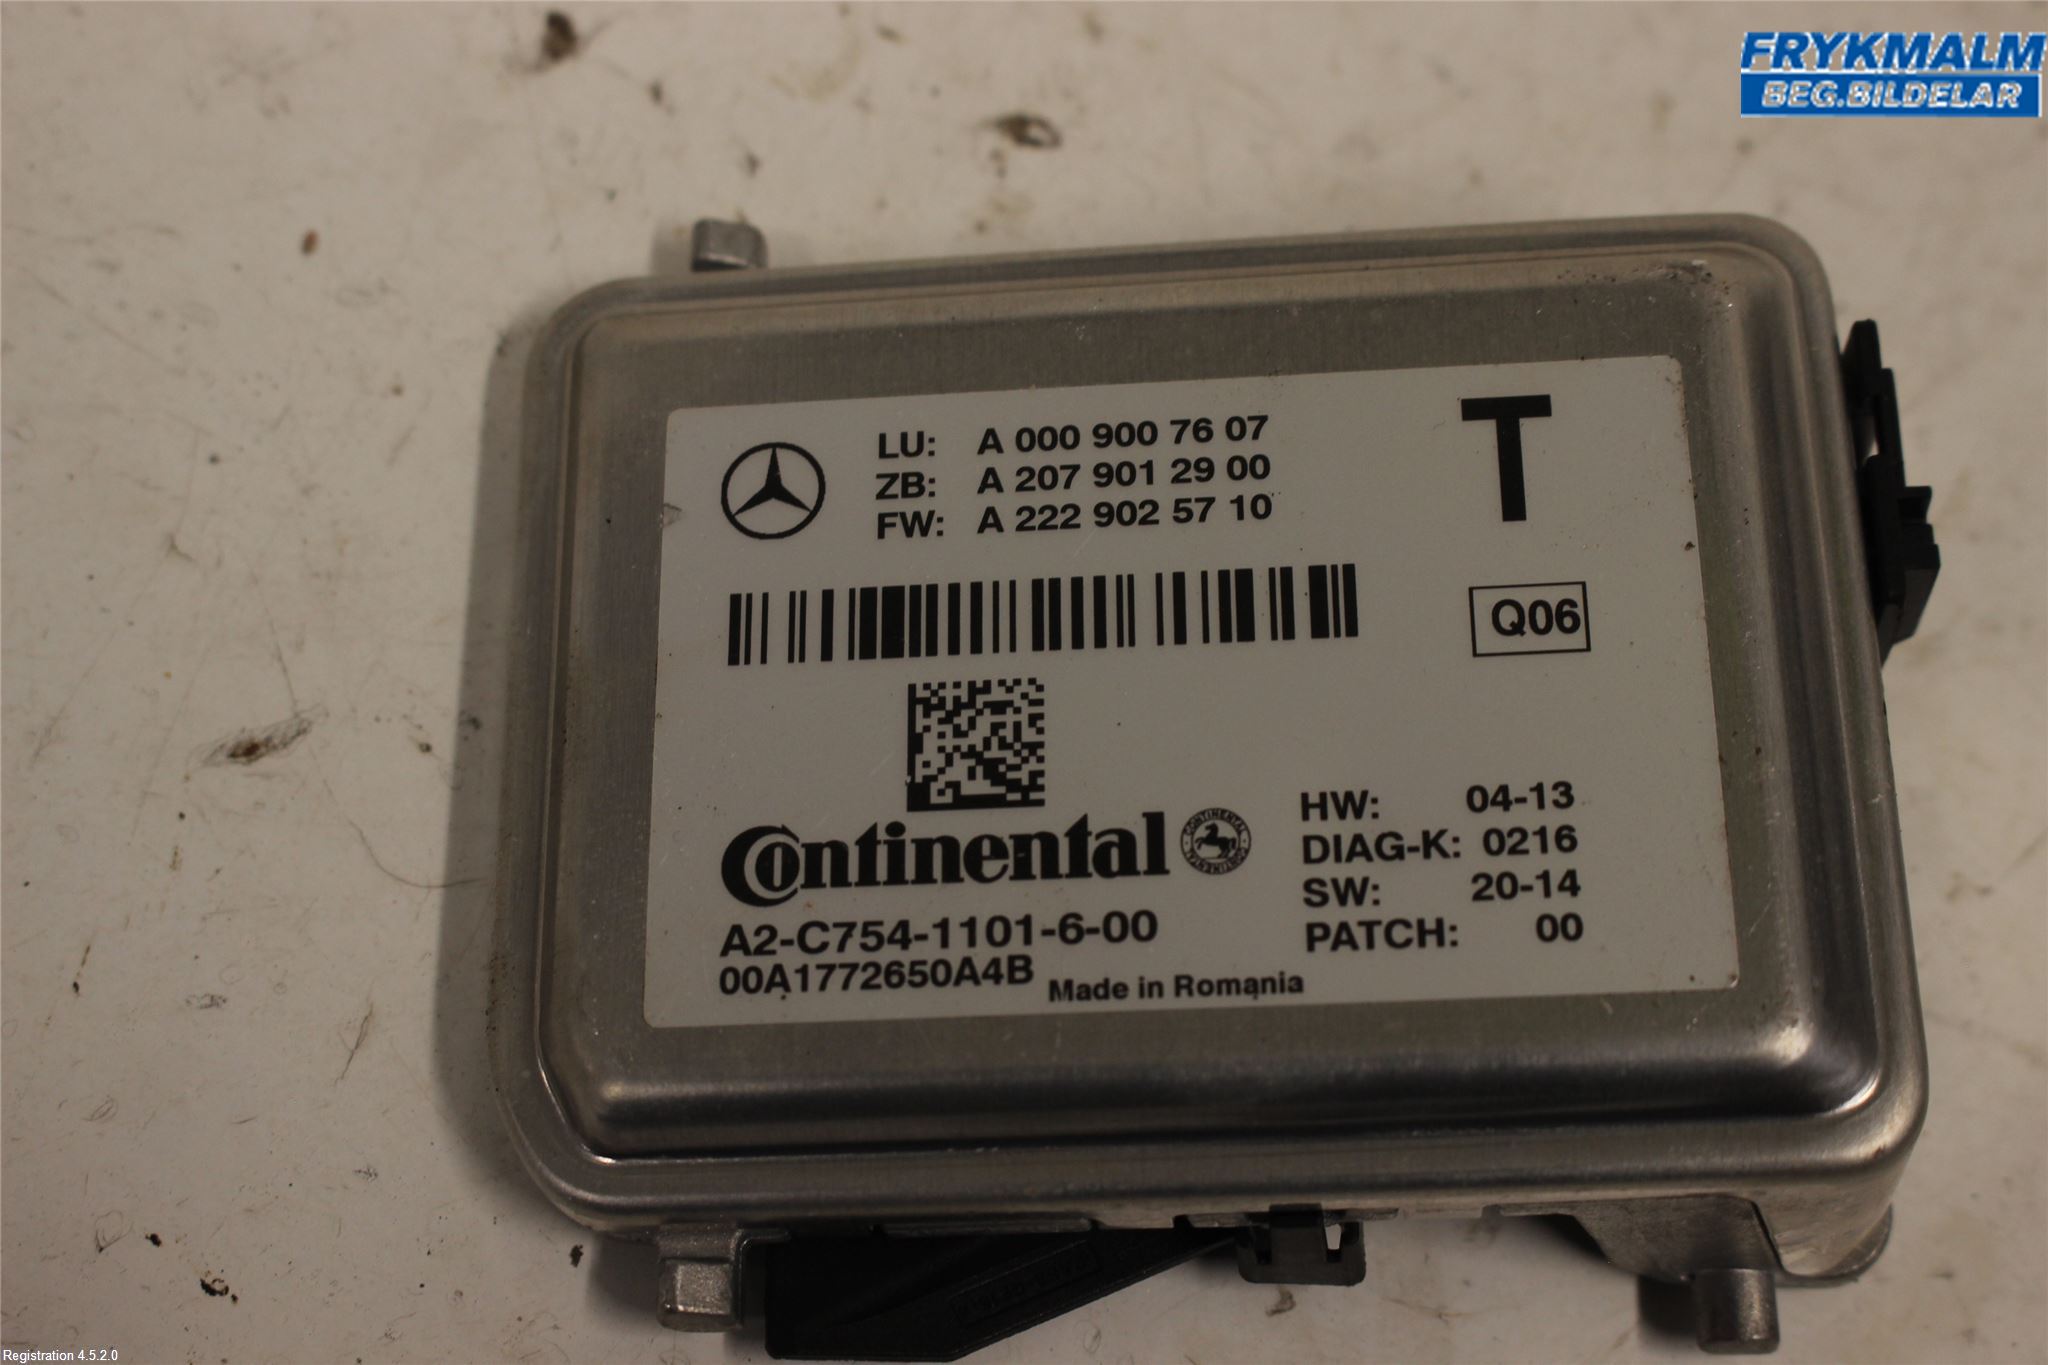 FRYKMALM
BEG.BILDELAR
LU: A 000 900 76 07
ZB: A 207 901 29 00
FW: A 222 902 57 10
T
Q06
HW: 04-13
DIAG-K: 0216
SW: 20-14
PATCH: 00
Continental
CONTINENTAL
CONTINENTAL
A2-C754-1101-6-00
00A1772650A4B
Made in Romania
Registration 4.5.2.0